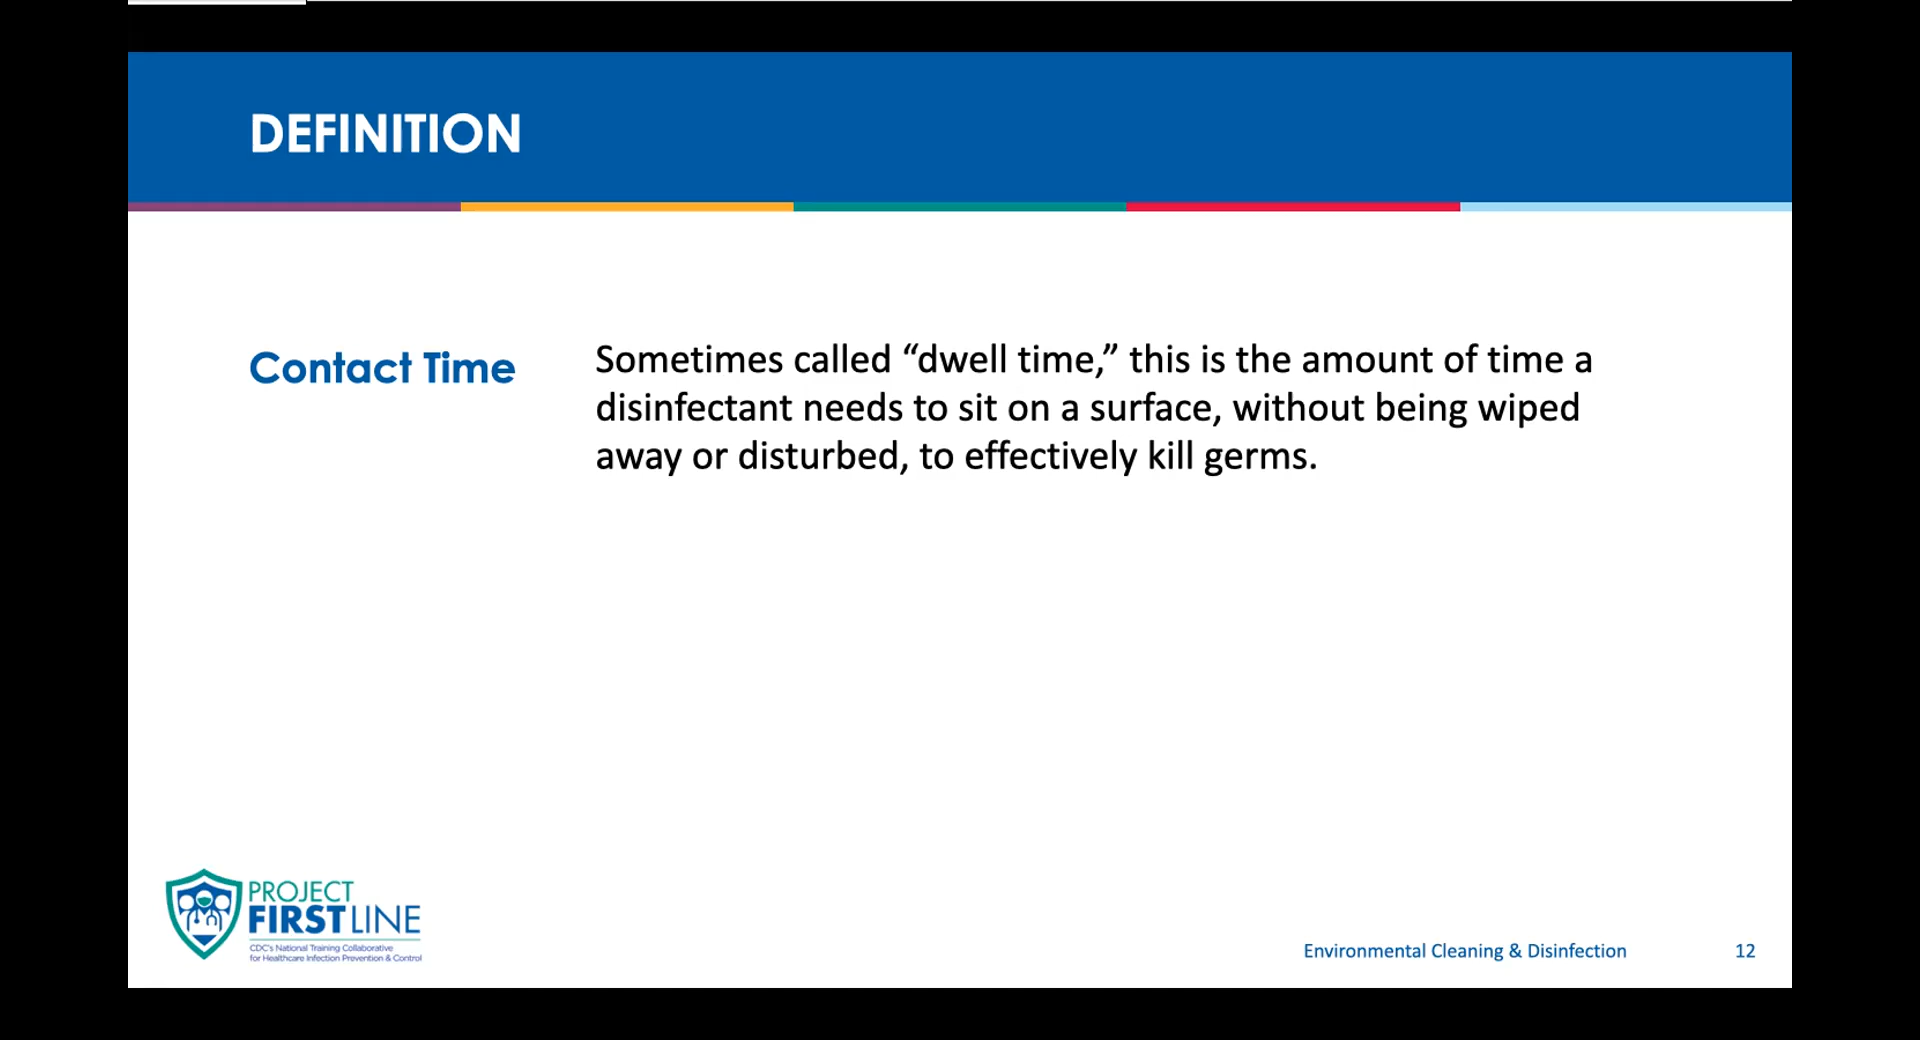 DEFINITION
Contact Time
Sometimes called “dwell time,” this is the amount of time a
disinfectant needs to sit on a surface, without being wiped
away or disturbed, to effectively kill germs.
PROJECT
FIRSTLINE
CDC's National Training Collaborative
for Healthcare Infection Prevention & Control
Environmental Cleaning & Disinfection
12